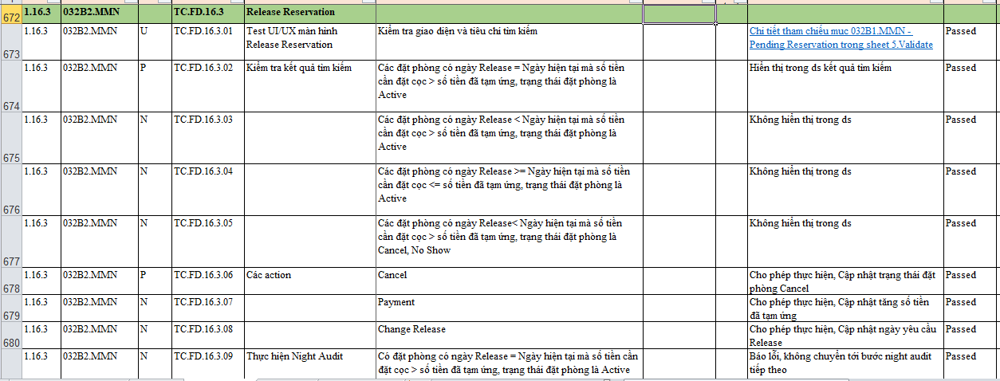 672 1.16.3 032B2.MMN TC.FD.16.3 Release Reservation
673 1.16.3 032B2.MMN U TC.FD.16.3.01 Test UI/UX màn hình Kiểm tra giao diện và tiêu chí tìm kiếm Chi tiết tham chiếu mục 032B1.MMN - Passed
Release Reservation Pending Reservation trong sheet 5.Validate
674 1.16.3 032B2.MMN P TC.FD.16.3.02 Kiểm tra kết quả tìm kiếm Các đặt phòng có ngày Release = Ngày hiện tại mà số tiền Hiển thị trong ds kết quả tìm kiếm Passed
cần đặt cọc > số tiền đã tạm ứng, trạng thái đặt phòng là
Active
675 1.16.3 032B2.MMN N TC.FD.16.3.03 Các đặt phòng có ngày Release < Ngày hiện tại mà số tiền Không hiển thị trong ds Passed
cần đặt cọc > số tiền đã tạm ứng, trạng thái đặt phòng là
Active
676 1.16.3 032B2.MMN N TC.FD.16.3.04 Các đặt phòng có ngày Release >= Ngày hiện tại mà số tiền Không hiển thị trong ds Passed
cần đặt cọc <= số tiền đã tạm ứng, trạng thái đặt phòng là
Active
677 1.16.3 032B2.MMN N TC.FD.16.3.05 Các đặt phòng có ngày Release< Ngày hiện tại mà số tiền Không hiển thị trong ds Passed
cần đặt cọc > số tiền đã tạm ứng, trạng thái đặt phòng là
Cancel, No Show
678 1.16.3 032B2.MMN P TC.FD.16.3.06 Các action Cancel Cho phép thực hiện, Cập nhật trạng thái đặt Passed
phòng Cancel
679 1.16.3 032B2.MMN N TC.FD.16.3.07 Payment Cho phép thực hiện, Cập nhật tăng số tiền Passed
đã tạm ứng
680 1.16.3 032B2.MMN N TC.FD.16.3.08 Change Release Cho phép thực hiện, Cập nhật ngày yêu cầu Passed
Release
1.16.3 032B2.MMN N TC.FD.16.3.09 Thực hiện Night Audit Có đặt phòng có ngày Release = Ngày hiện tại mà số tiền cần Báo lỗi, không chuyển tới bước night audit Passed
đặt cọc > số tiền đã tạm ứng, trạng thái đặt phòng là Active tiếp theo